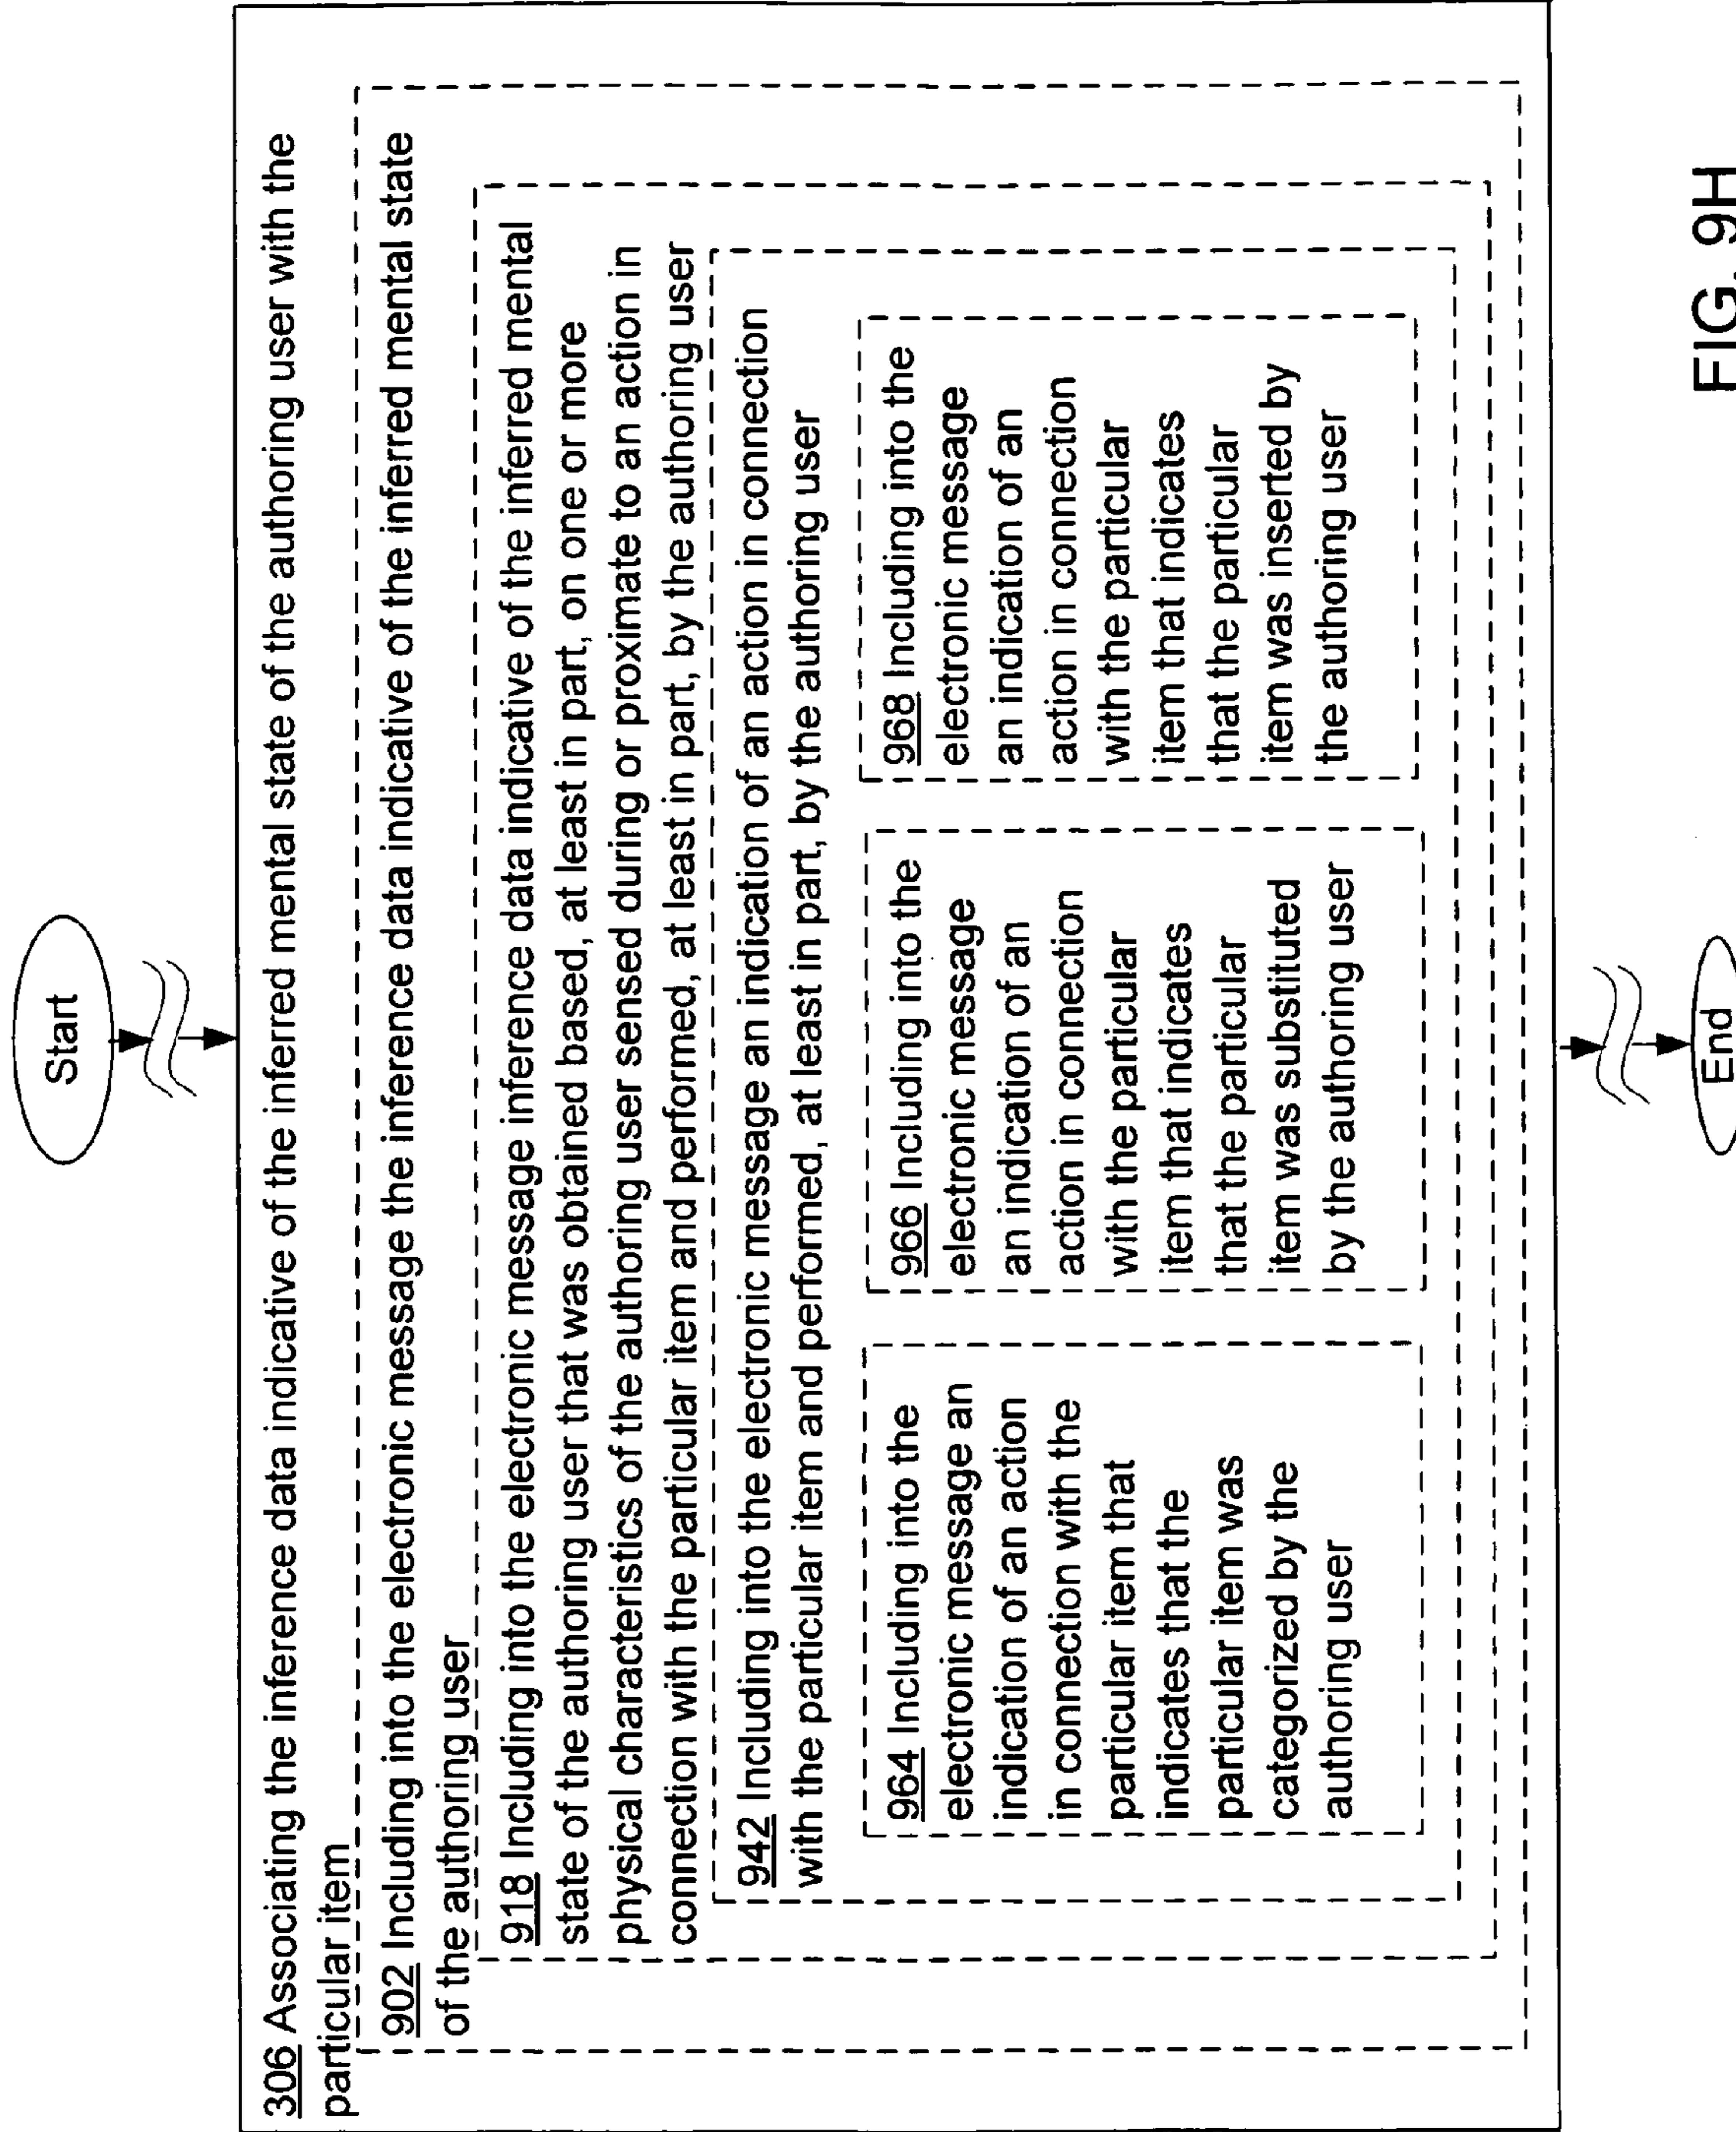 Start
306 Associating the inference data indicative of the inferred mental state of the authoring user with the
particular item
902 Including into the electronic message the inference data indicative of the inferred mental state
of the authoring user
918 Including into the electronic message inference data indicative of the inferred mental
state of the authoring user that was obtained based, at least in part, on one or more
physical characteristics of the authoring user sensed during or proximate to an action in
connection with the particular item and performed, at least in part, by the authoring user
942 Including into the electronic message an indication of an action in connection
with the particular item and performed, at least in part, by the authoring user
964 Including into the
electronic message an
indication of an action
in connection with the
particular item that
indicates that the
particular item was
categorized by the
authoring user
966 Including into the
electronic message
an indication of an
action in connection
with the particular
item that indicates
that the particular
item was substituted
by the authoring user
968 Including into the
electronic message
an indication of an
action in connection
with the particular
item that indicates
that the particular
item was inserted by
the authoring user
End
FIG. 9H